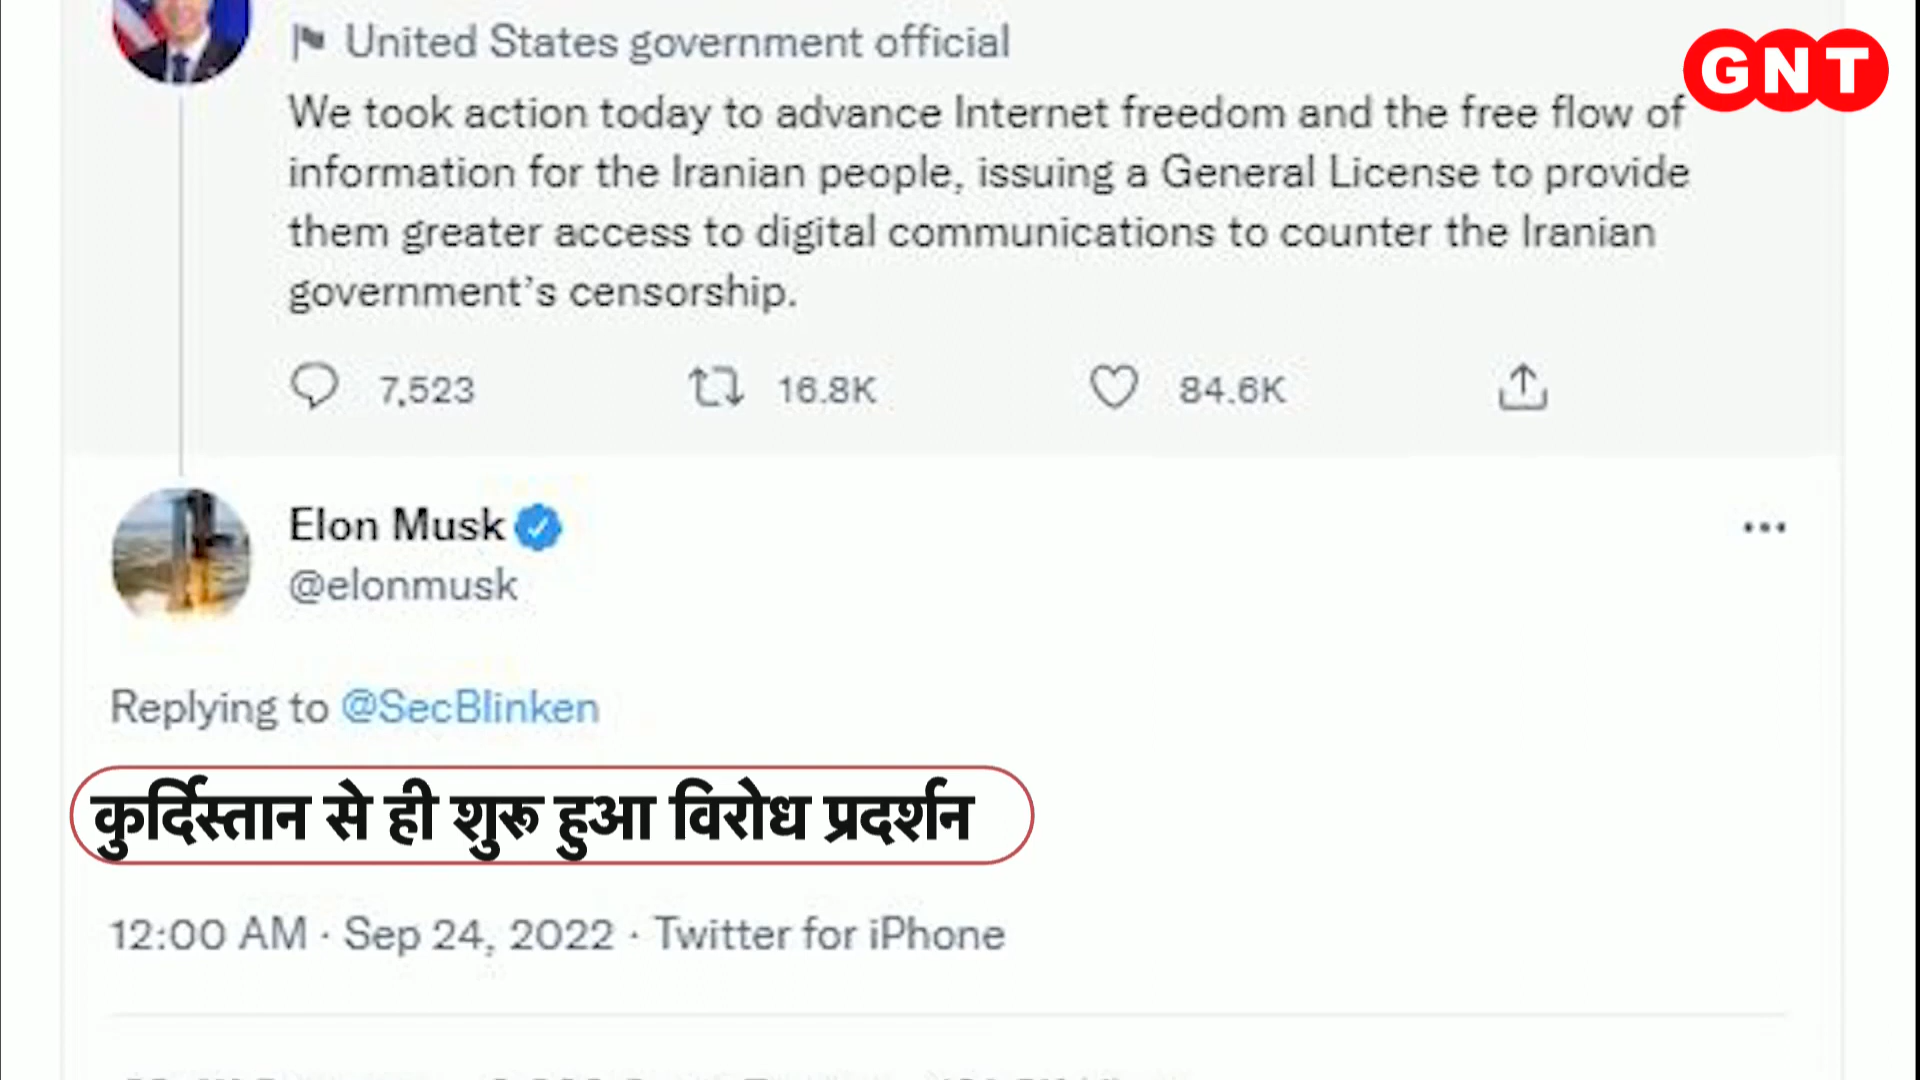 United States government official
GNT
We took action today to advance Internet freedom and the free flow of
information for the Iranian people, issuing a General License to provide
them greater access to digital communications to counter the Iranian
government's censorship.
7,523 16.8K 84.6K
Elon Musk
@elonmusk
Replying to @SecBlinken
कुर्दिस्तान से ही शुरू हुआ विरोध प्रदर्शन
12:00 AM · Sep 24, 2022 · Twitter for iPhone